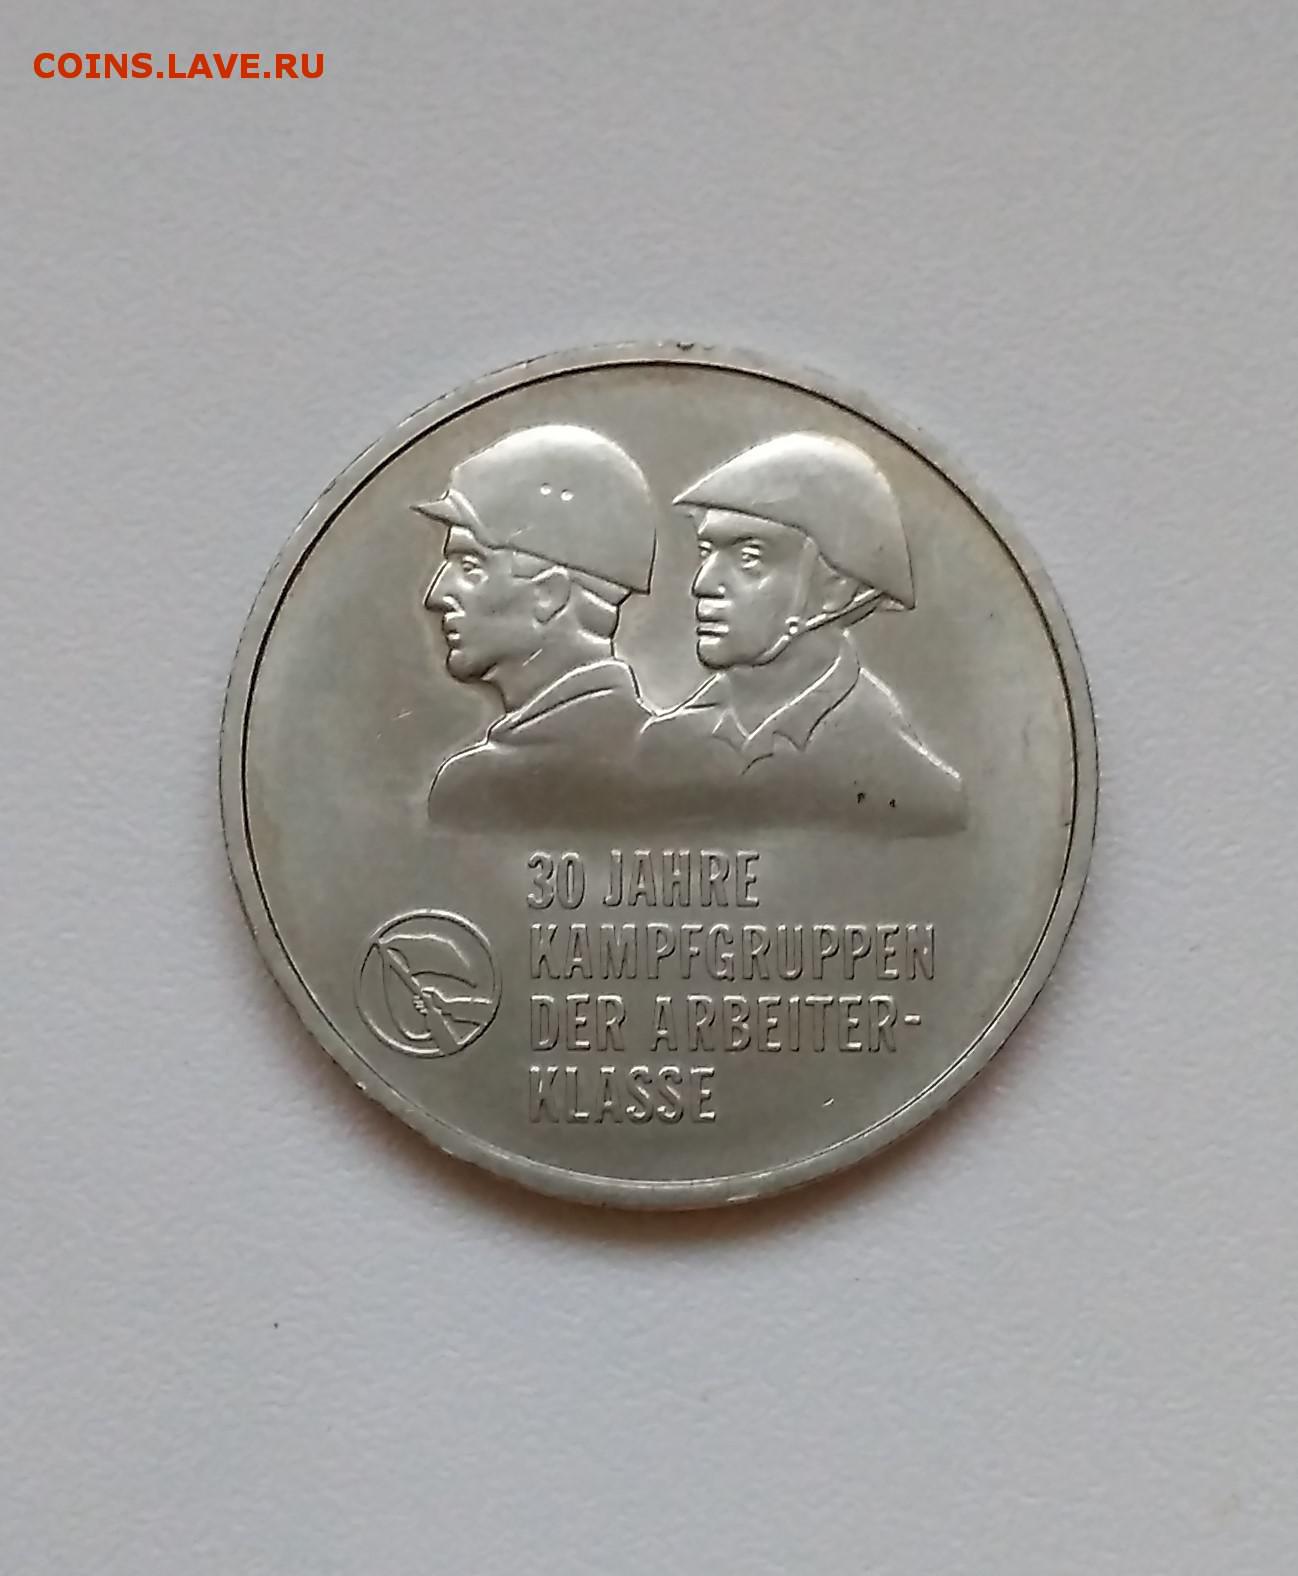 COINS.LAVE.RU
30 JAHRE
KAMPFGRUPPEN
DER ARBEITER-
KLASSE